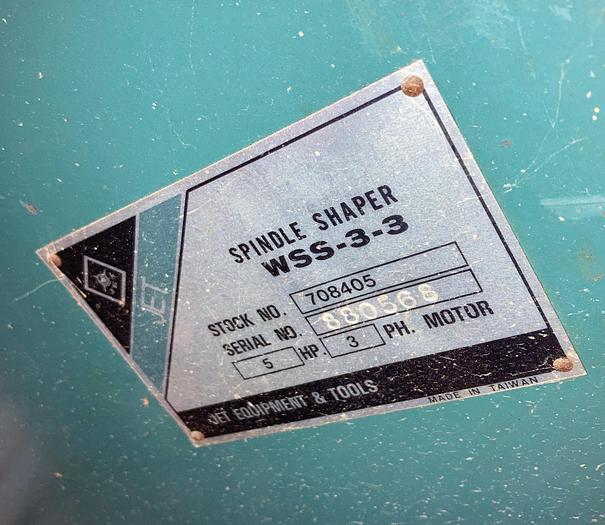 JET
SPINDLE SHAPER
WSS-3-3
STOCK NO. 708405
SERIAL NO. 880568
5 HP. 3 PH. MOTOR
JET EQUIPMENT & TOOLS
MADE IN TAIWAN